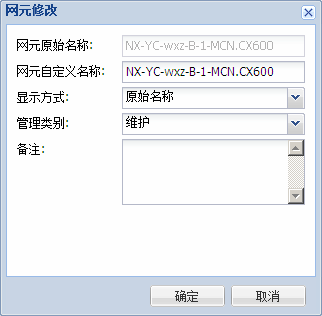 网元修改
网元原始名称: NX-YC-wxz-B-1-MCN.CX600
网元自定义名称: NX-YC-wxz-B-1-MCN.CX600
显示方式: 原始名称
管理类别: 维护
备注:
确定 取消